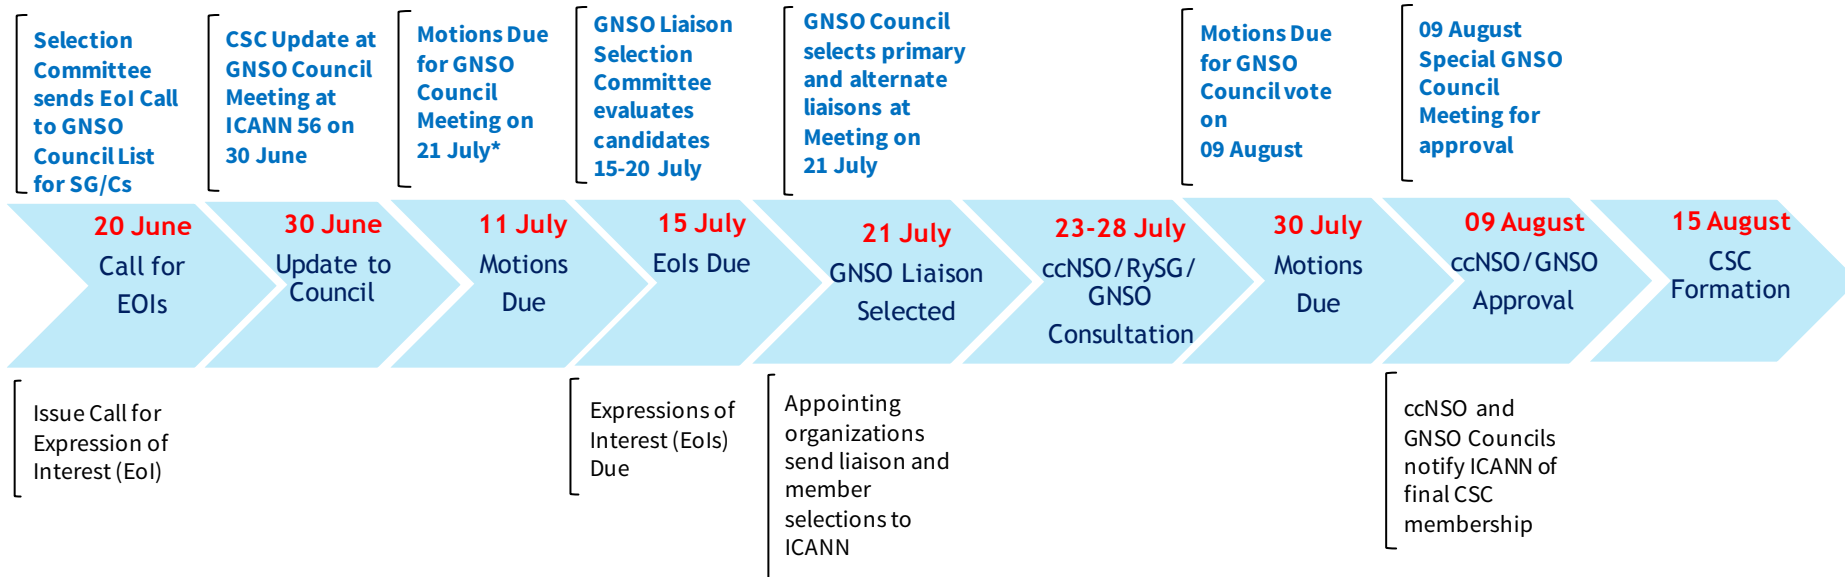 Selection
Committee
sends EoI Call
to GNSO
Council List
for SG/Cs
CSC Update at
GNSO Council
Meeting at
ICANN 56 on
30 June
Motions Due
for GNSO
Council
Meeting on
21 July*
GNSO Liaison
Selection
Committee
evaluates
candidates
15-20 July
GNSO Council
selects primary
and alternate
liaisons at
Meeting on
21 July
Motions Due
for GNSO
Council vote
on
09 August
09 August
Special GNSO
Council
Meeting for
approval
20 June
Call for
EOIs
30 June
Update to
Council
11 July
Motions
Due
15 July
EoIs Due
21 July
GNSO Liaison
Selected
23-28 July
ccNSO/RySG/
GNSO
Consultation
30 July
Motions
Due
09 August
ccNSO/GNSO
Approval
15 August
CSC
Formation
Issue Call for
Expression of
Interest (EoI)
Expressions of
Interest (EoIs)
Due
Appointing
organizations
send liaison and
member
selections to
ICANN
ccNSO and
GNSO Councils
notify ICANN of
final CSC
membership